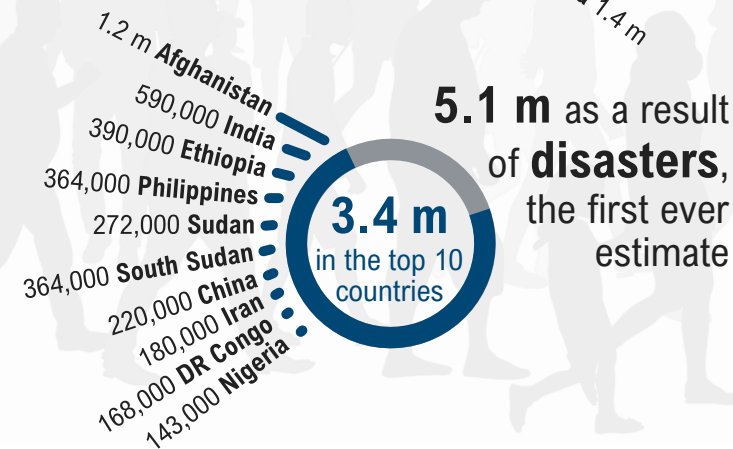 1.4 m
1.2 m Afghanistan
590,000 India
390,000 Ethiopia
364,000 Philippines
272,000 Sudan
364,000 South Sudan
220,000 China
180,000 Iran
168,000 DR Congo
143,000 Nigeria
3.4 m
in the top 10
countries
5.1 m as a result
of disasters,
the first ever
estimate